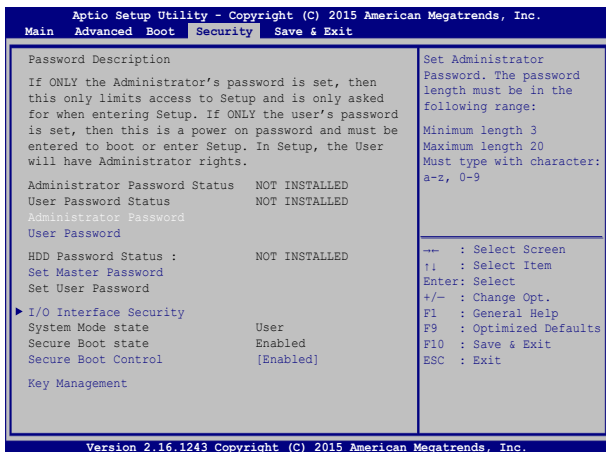 Aptio Setup Utility - Copyright (C) 2015 American Megatrends, Inc.
Main Advanced Boot Security Save & Exit
Password Description
If ONLY the Administrator's password is set, then
this only limits access to Setup and is only asked
for when entering Setup. If ONLY the user's password
is set, then this is a power on password and must be
entered to boot or enter Setup. In Setup, the User
will have Administrator rights.
Administrator Password Status NOT INSTALLED
User Password Status NOT INSTALLED
Administrator Password
User Password
HDD Password Status : NOT INSTALLED
Set Master Password
Set User Password
I/O Interface Security
System Mode state User
Secure Boot state Enabled
Secure Boot Control [Enabled]
Key Management
Set Administrator
Password. The password
length must be in the
following range:
Minimum length 3
Maximum length 20
Must type with character:
a-z, 0-9
→← : Select Screen
↑↓ : Select Item
Enter: Select
+/— : Change Opt.
F1 : General Help
F9 : Optimized Defaults
F10 : Save & Exit
ESC : Exit
Version 2.16.1243 Copyright (C) 2015 American Megatrends, Inc.